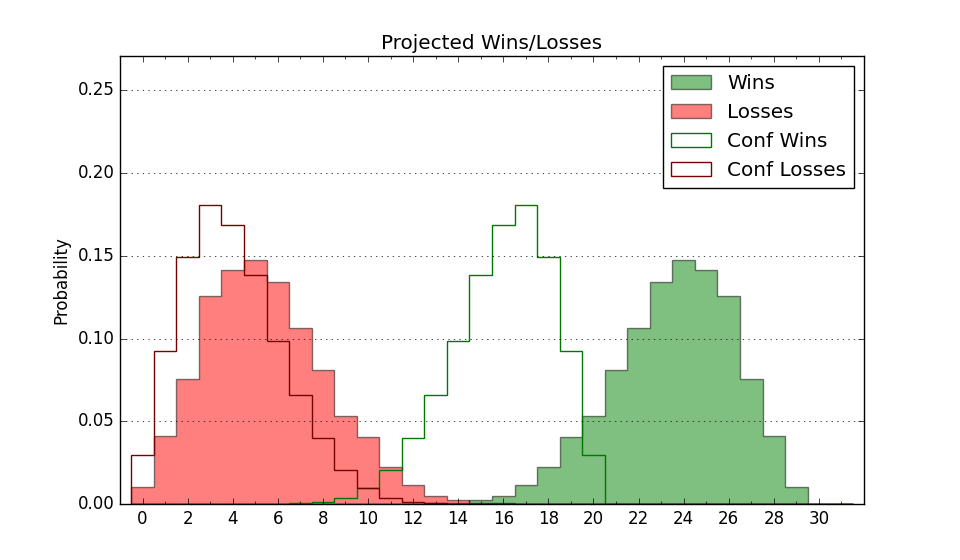 Projected Wins/Losses
Probability
0.25
0.20
0.15
0.10
0.05
0.00
0 2 4 6 8 10 12 14 16 18 20 22 24 26 28 30
Wins
Losses
Conf Wins
Conf Losses